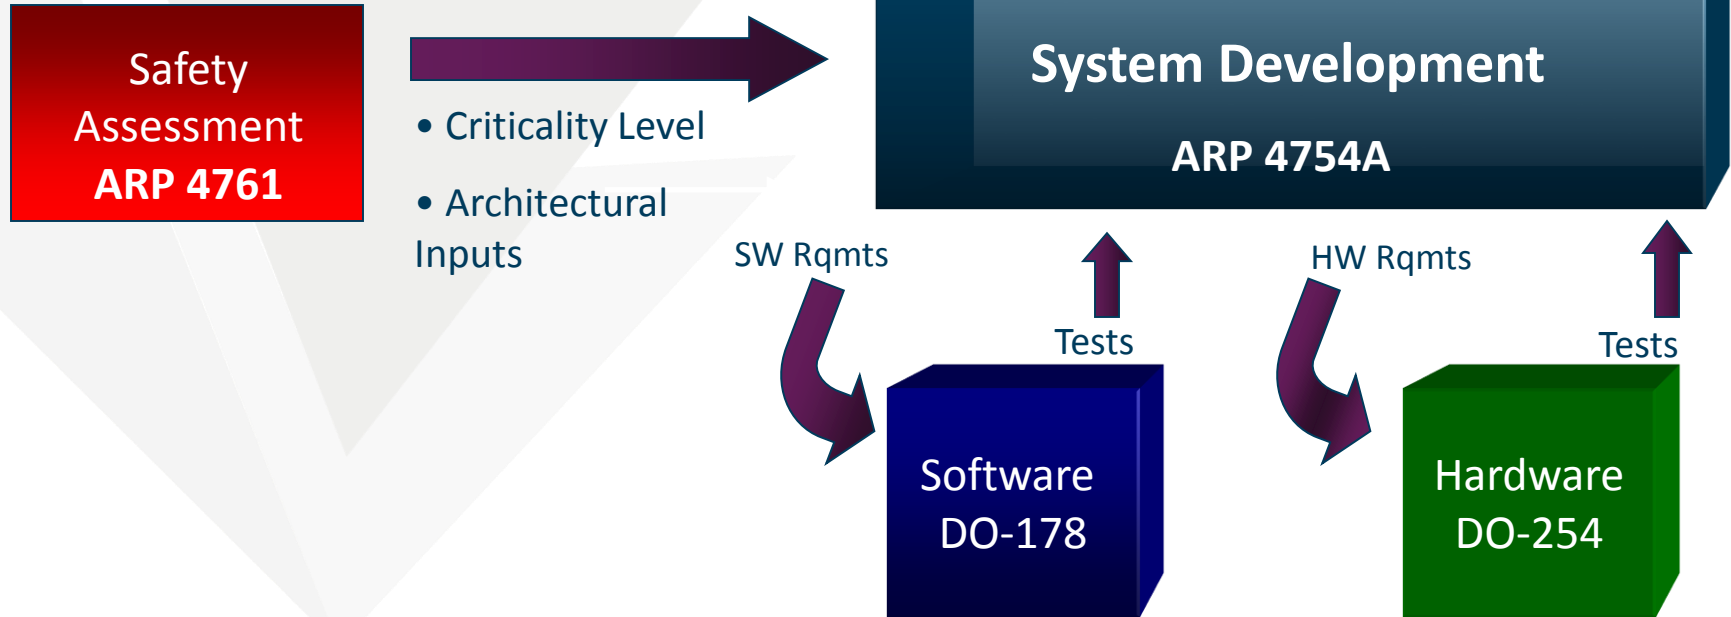 Safety
Assessment
ARP 4761
• Criticality Level
• Architectural
Inputs
System Development
ARP 4754A
SW Rqmts
Tests
HW Rqmts
Tests
Software
DO-178
Hardware
DO-254